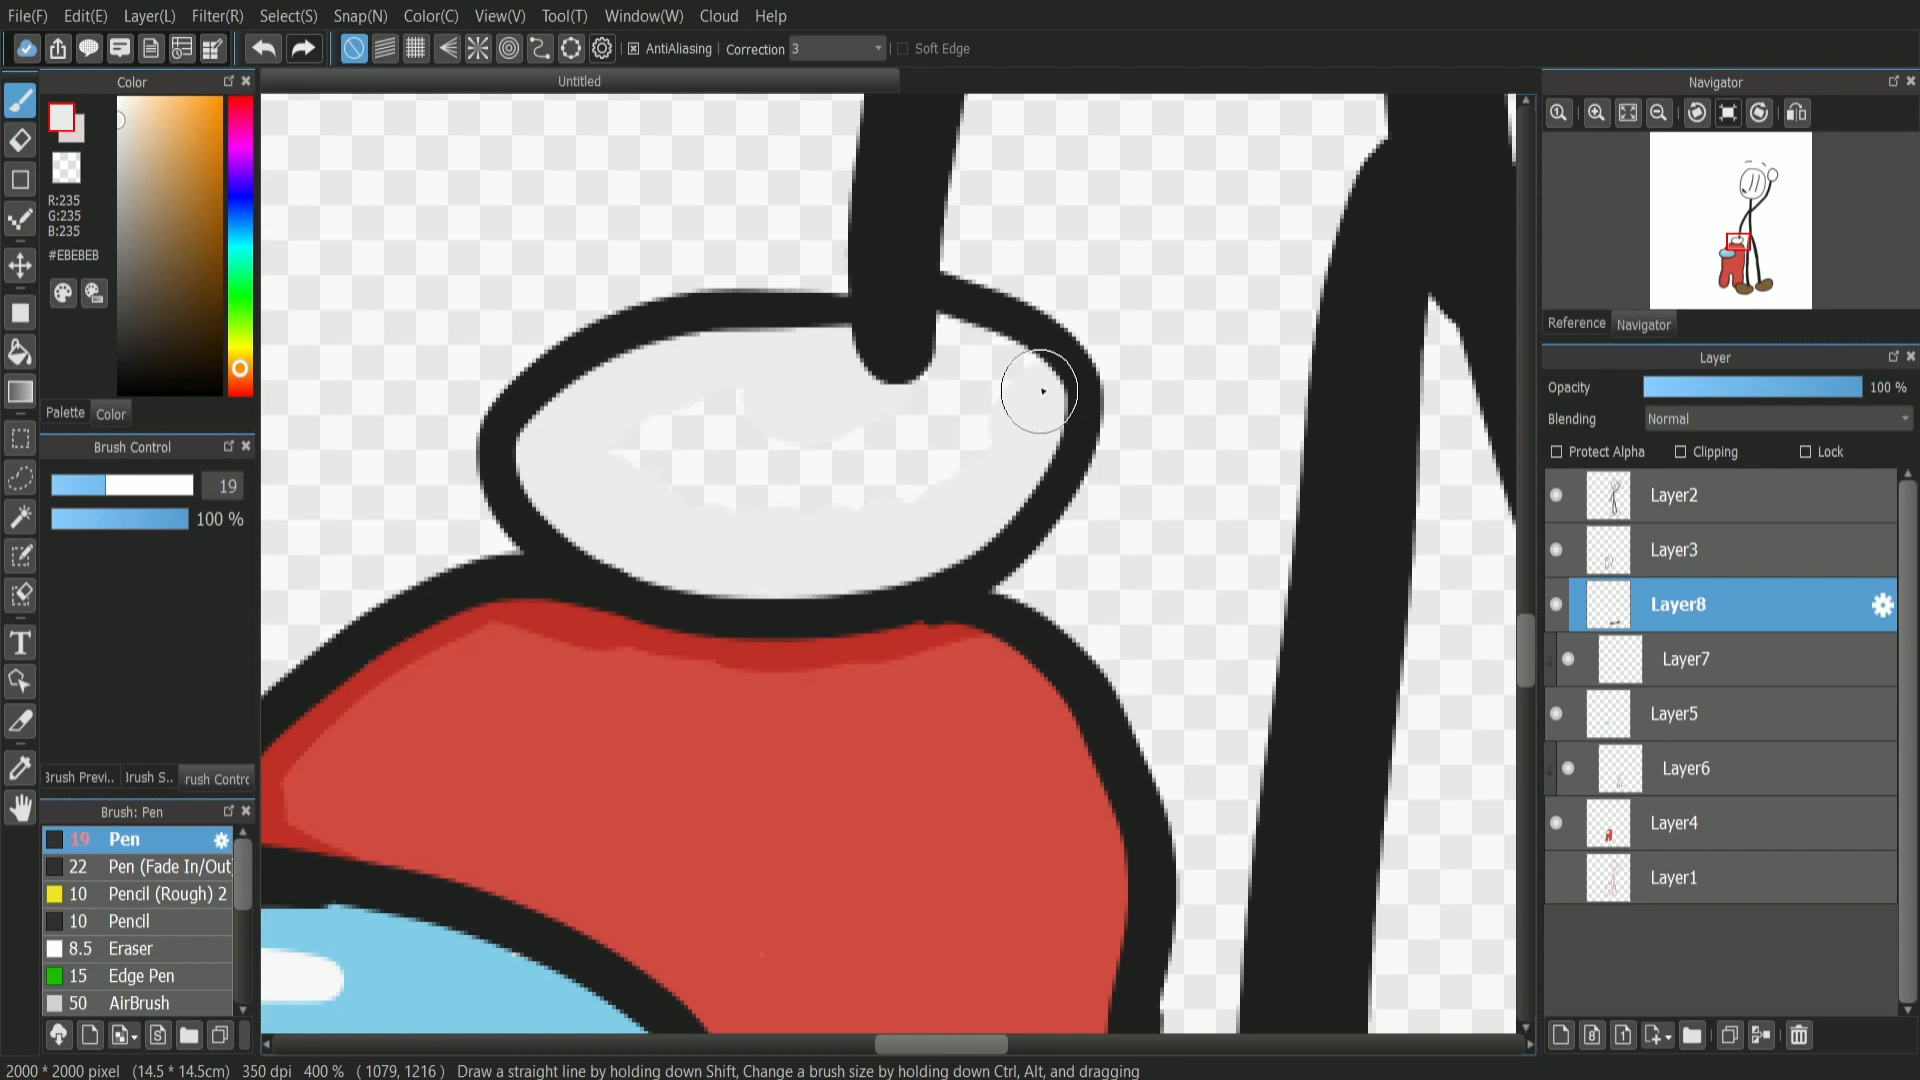 File(F) Edit(E) Layer(L) Filter(R) Select(S) Snap(N) Color(C) View(V) Tool(T) Window(W) Cloud Help
AntiAliasing Correction 3 Soft Edge
Color
Untitled
Navigator
R:235
G:235
B:235
#EBEBEB
Reference Navigator
Layer
Opacity 100 %
Palette Color
Blending Normal
Brush Control
Protect Alpha Clipping Lock
19
100 %
Layer2
Layer3
Layer8
Layer7
Layer5
Layer6
Layer4
Layer1
Brush Previ.. Brush S.. rush Contro
Brush: Pen
19 Pen
22 Pen (Fade In/Out)
10 Pencil (Rough) 2
10 Pencil
8.5 Eraser
15 Edge Pen
50 AirBrush
2000 * 2000 pixel (14.5 * 14.5cm) 350 dpi 400 % ( 1079, 1216 ) Draw a straight line by holding down Shift, Change a brush size by holding down Ctrl, Alt, and dragging